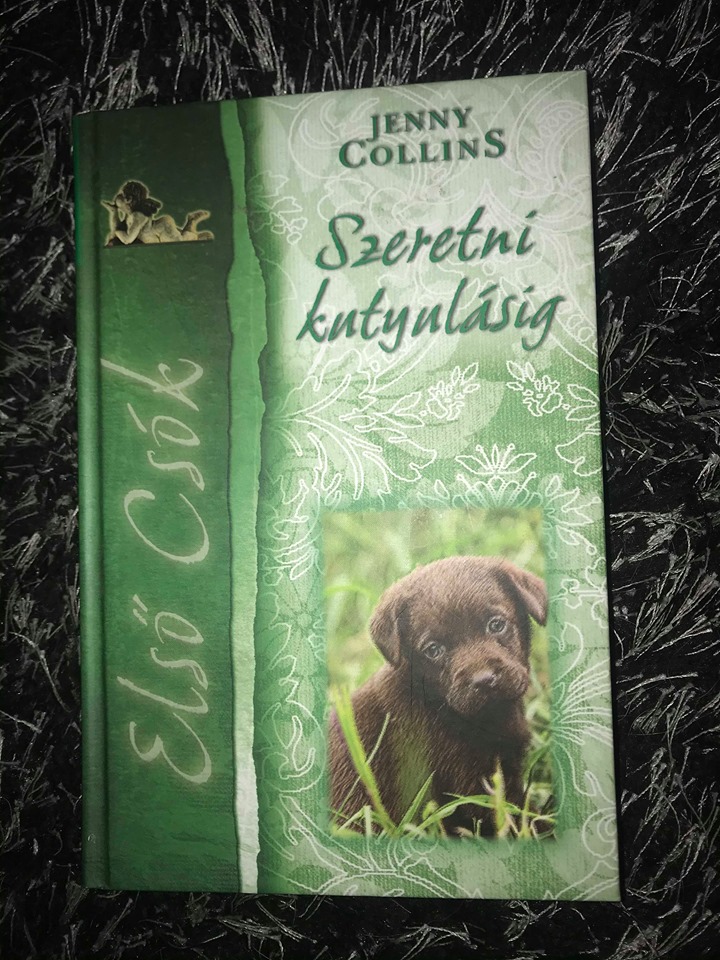 JENNY
COLLINS
Szeretni
kutyulásig
Első Csók